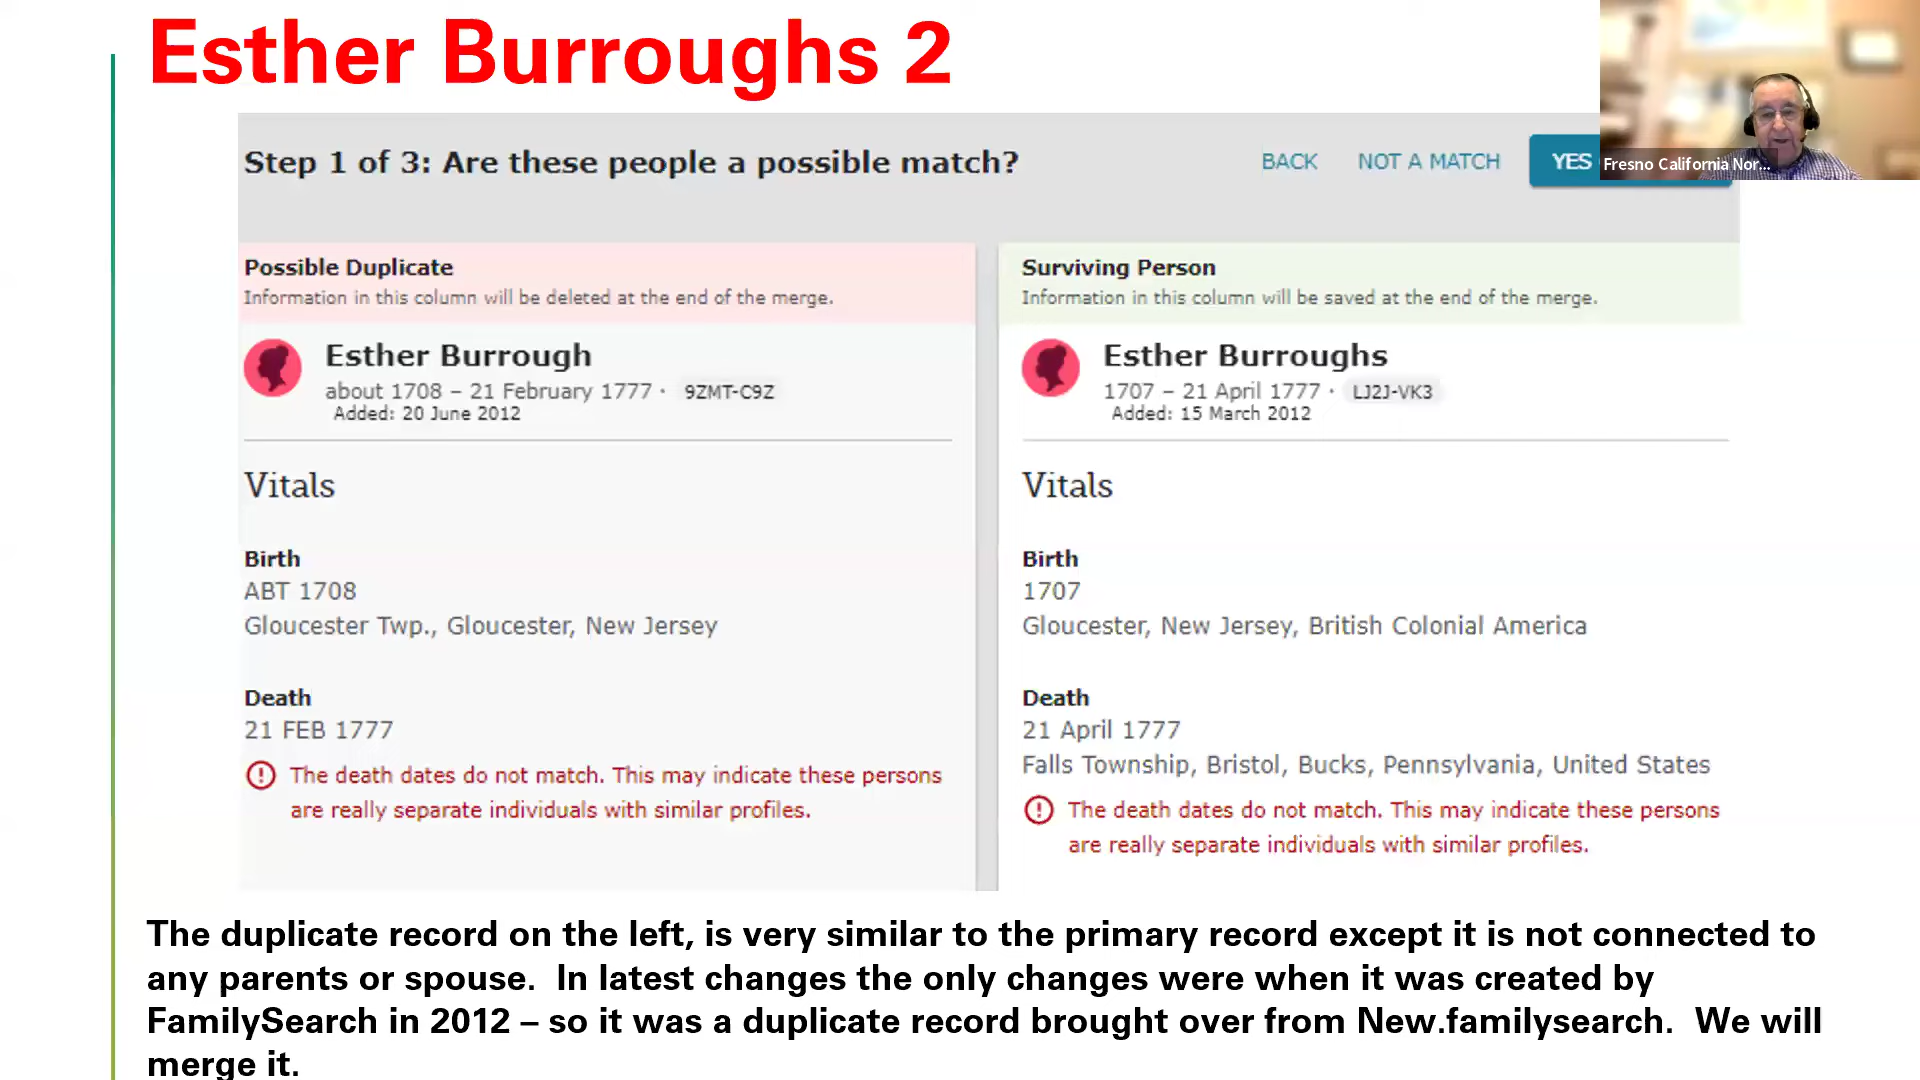 Esther Burroughs 2
Step 1 of 3: Are these people a possible match?
BACK
NOT A MATCH
YES
Fresno California Nor...
Possible Duplicate
Information in this column will be deleted at the end of the merge.
Esther Burrough
about 1708 – 21 February 1777 · 9ZMT-C9Z
Added: 20 June 2012
Vitals
Birth
ABT 1708
Gloucester Twp., Gloucester, New Jersey
Death
21 FEB 1777
The death dates do not match. This may indicate these persons
are really separate individuals with similar profiles.
Surviving Person
Information in this column will be saved at the end of the merge.
Esther Burroughs
1707 – 21 April 1777 · LJ2J-VK3
Added: 15 March 2012
Vitals
Birth
1707
Gloucester, New Jersey, British Colonial America
Death
21 April 1777
Falls Township, Bristol, Bucks, Pennsylvania, United States
The death dates do not match. This may indicate these persons
are really separate individuals with similar profiles.
The duplicate record on the left, is very similar to the primary record except it is not connected to
any parents or spouse. In latest changes the only changes were when it was created by
FamilySearch in 2012 – so it was a duplicate record brought over from New.familysearch. We will
merge it.